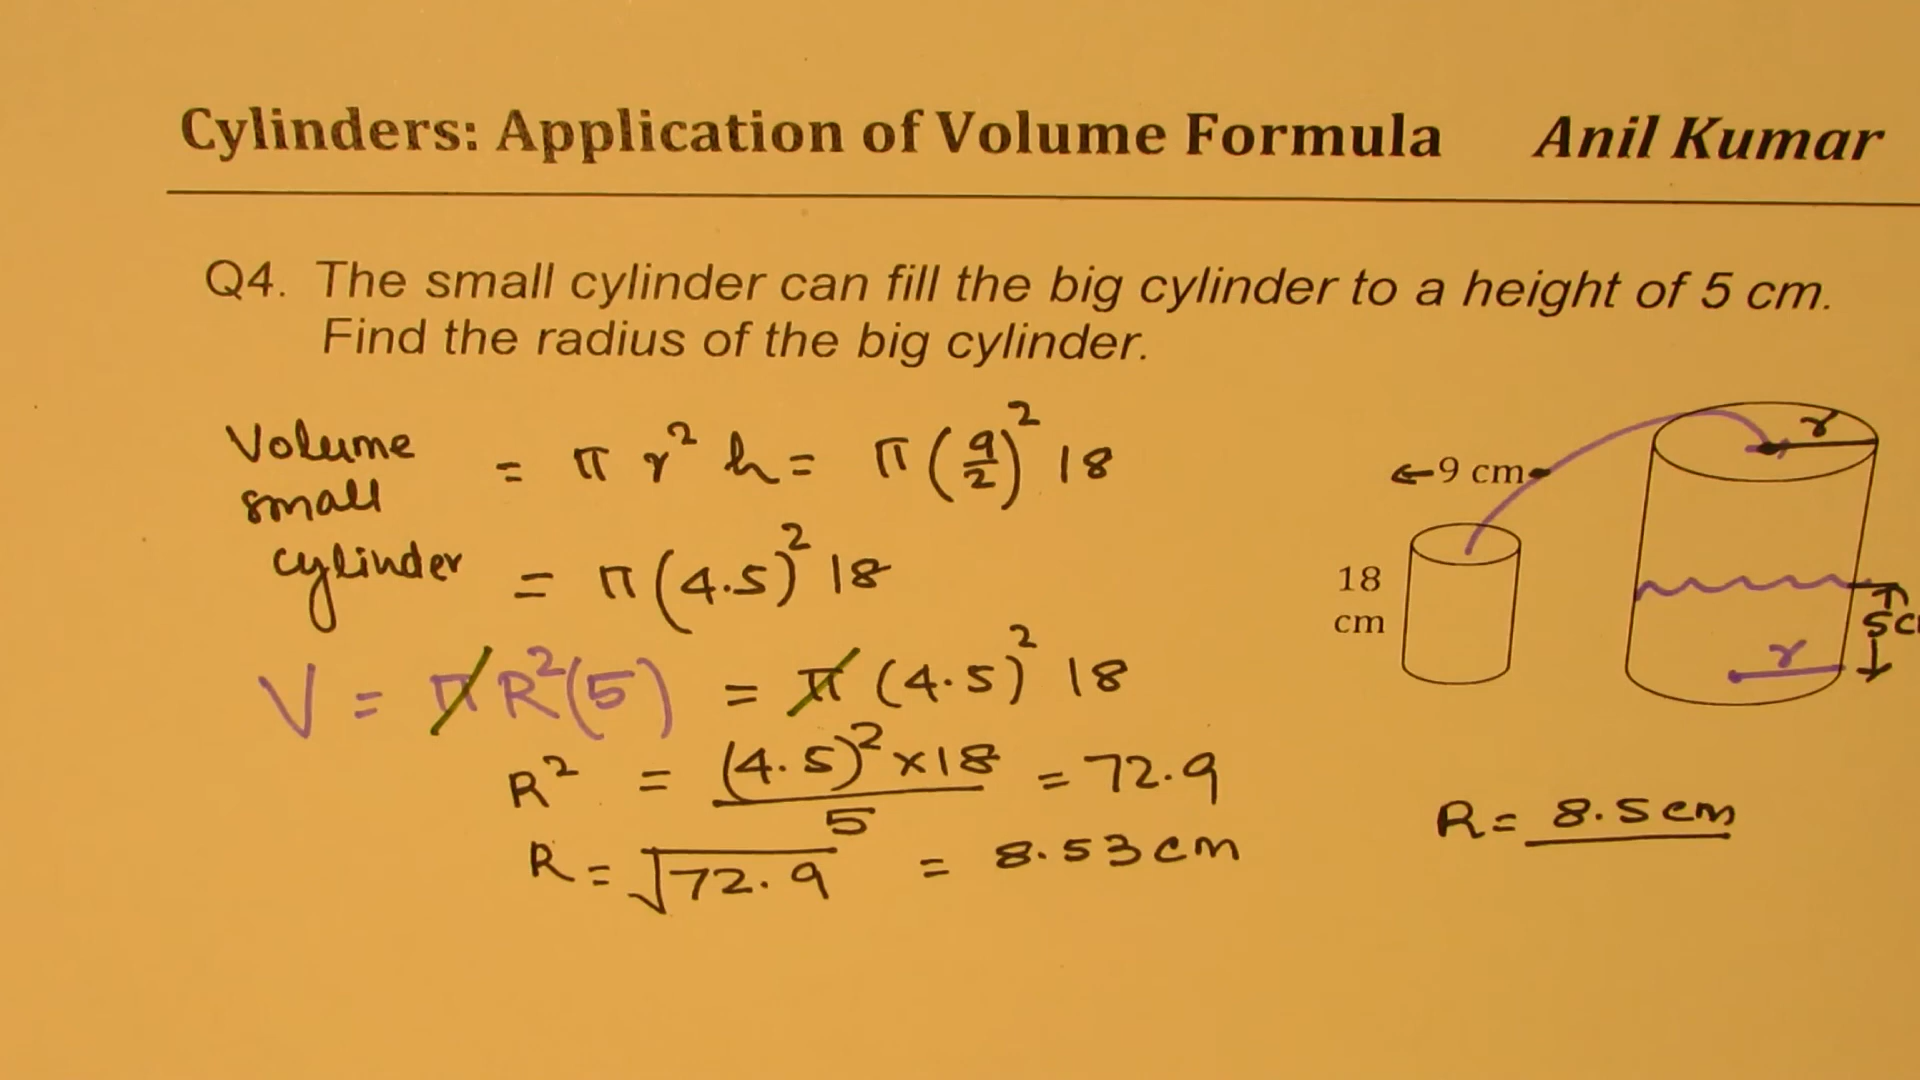 Cylinders: Application of Volume Formula Anil Kumar
Q4. The small cylinder can fill the big cylinder to a height of 5 cm.
Find the radius of the big cylinder.
Volume small cylinder = π r² h = π (9/2)² 18
= π (4.5)² 18
V = π R² (5) = π (4.5)² 18
R² = (4.5)² × 18 / 5 = 72.9
R = √72.9 = 8.53 cm
R = 8.5 cm
←9 cm
18
cm
r
5 c
r